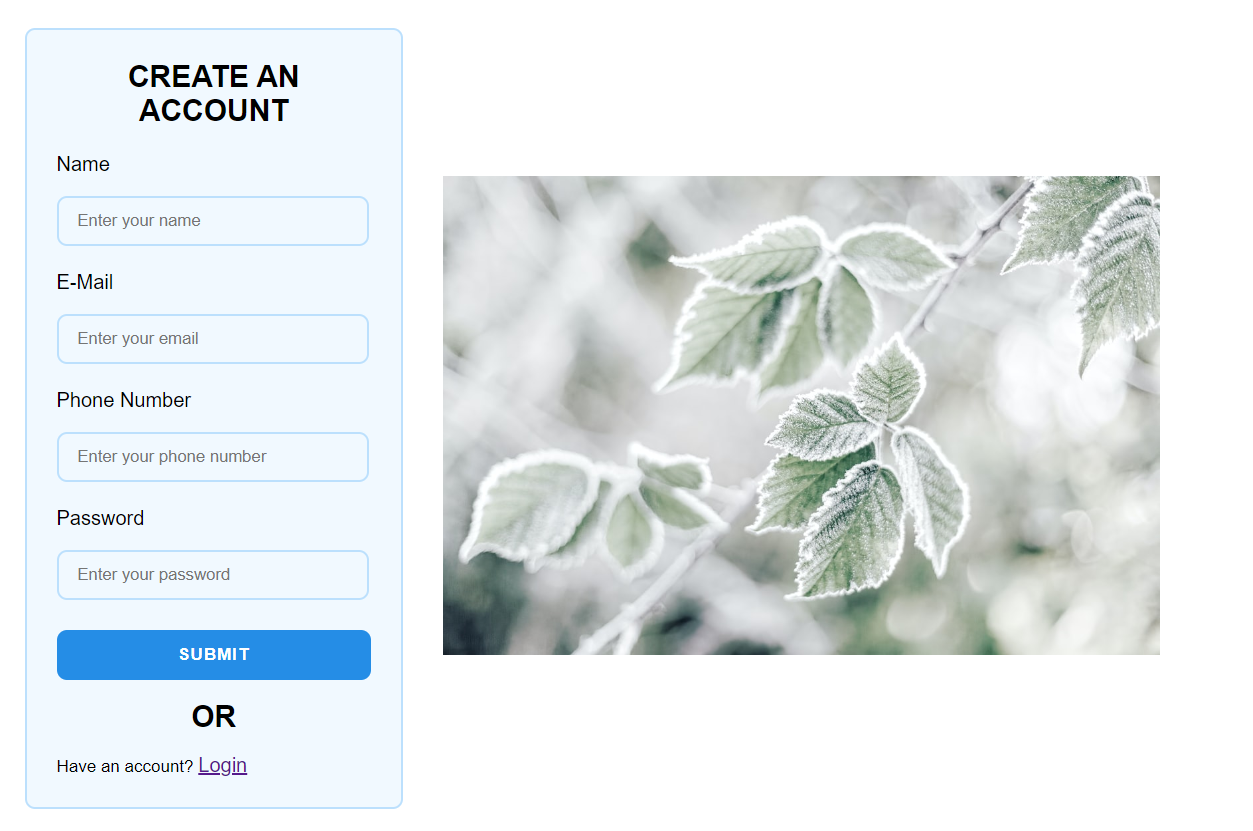 CREATE AN
ACCOUNT
Name
Enter your name
E-Mail
Enter your email
Phone Number
Enter your phone number
Password
Enter your password
SUBMIT
OR
Have an account? Login